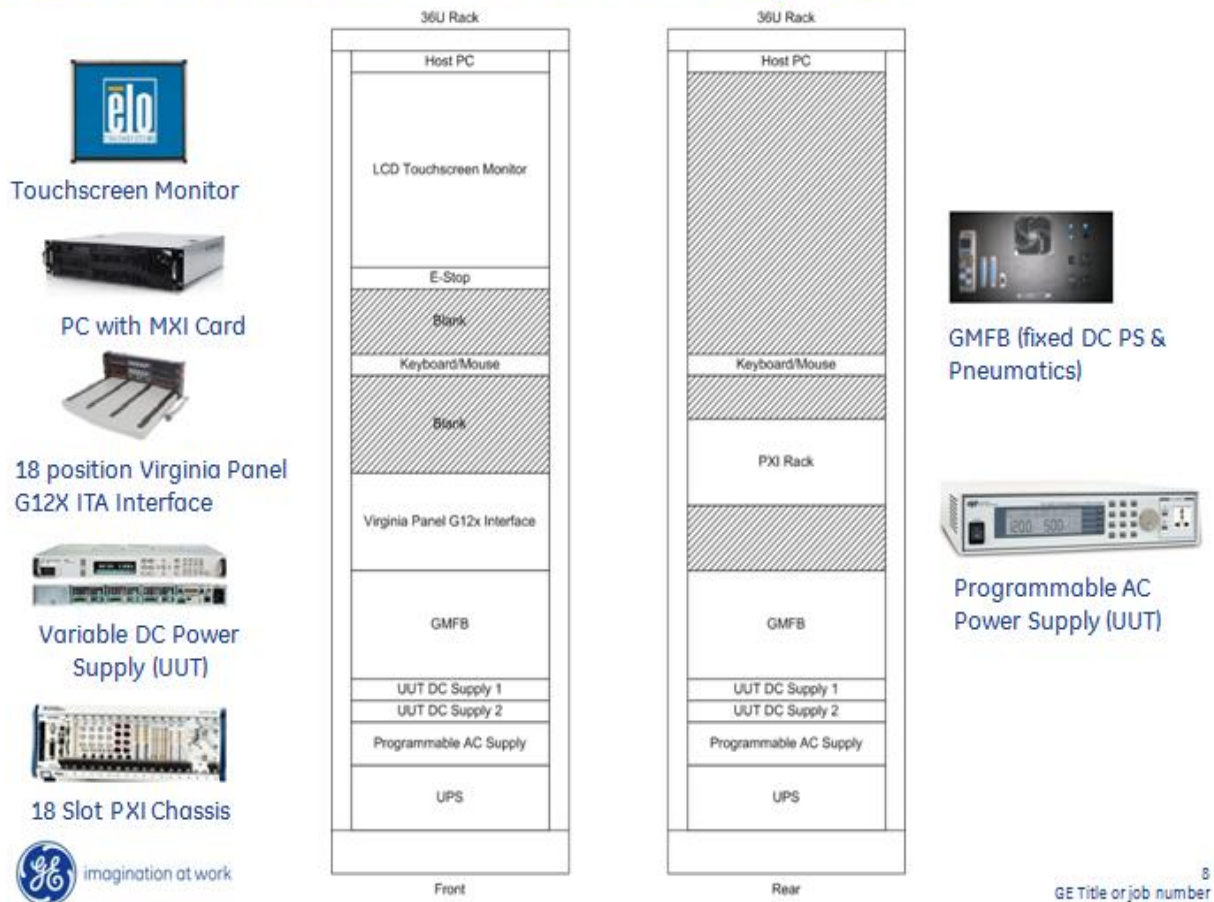 36U Rack
36U Rack
Host PC
Host PC
ēlo
Touchscreen Monitor
LCD Touchscreen Monitor
E-Stop
PC with MXI Card
Blank
GMFB (fixed DC PS &
Pneumatics)
Keyboard/Mouse
Keyboard/Mouse
Blank
18 position Virginia Panel
G12X ITA Interface
PXI Rack
Virginia Panel G12x Interface
Variable DC Power
Supply (UUT)
GMFB
GMFB
Programmable AC
Power Supply (UUT)
UUT DC Supply 1
UUT DC Supply 1
UUT DC Supply 2
UUT DC Supply 2
Programmable AC Supply
Programmable AC Supply
18 Slot PXI Chassis
UPS
UPS
GE imagination at work
Front
Rear
8
GE Title or job number